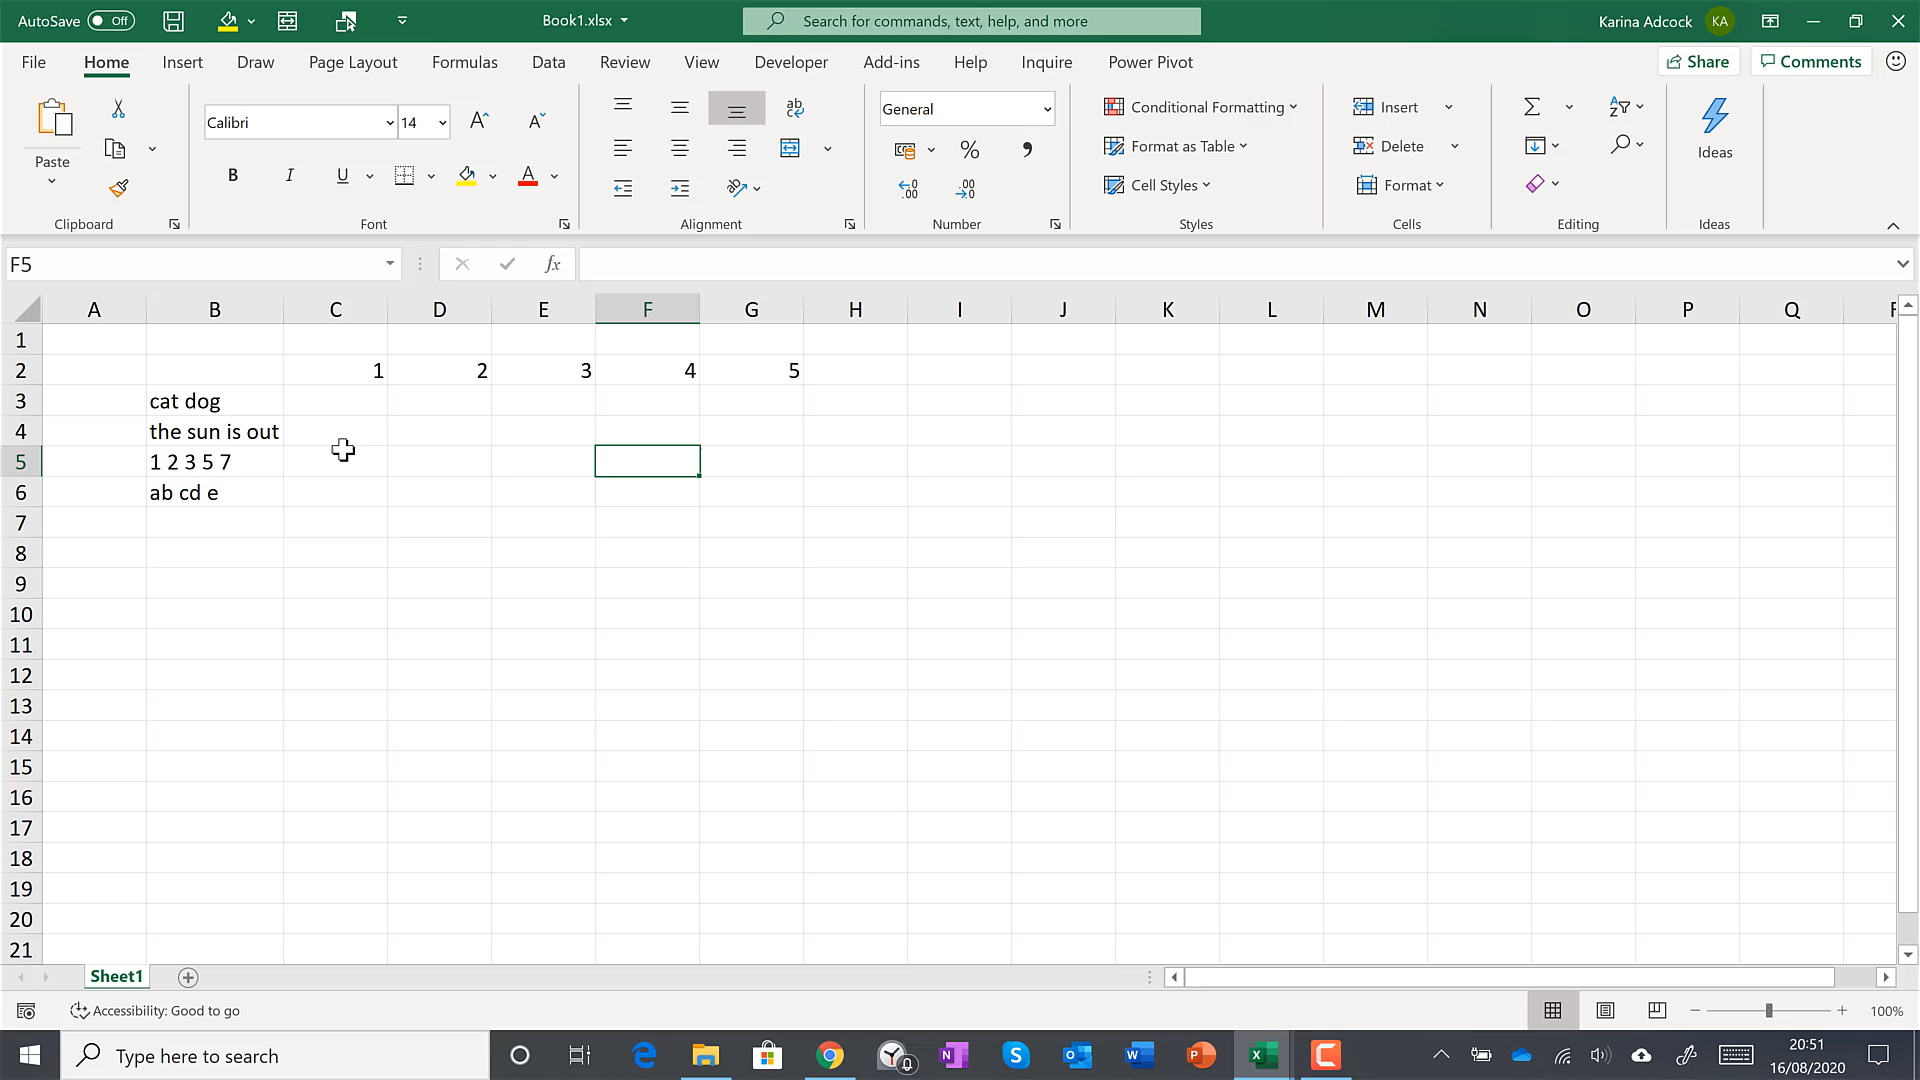 AutoSave Off Book1.xlsx Search for commands, text, help, and more Karina Adcock KA
File Home Insert Draw Page Layout Formulas Data Review View Developer Add-ins Help Inquire Power Pivot Share Comments
Paste
Clipboard
Calibri 14
B I U A
Font
ab
Alignment
General
% ,
Number
Conditional Formatting
Format as Table
Cell Styles
Styles
Insert
Delete
Format
Cells
Editing
Ideas
Ideas
F5 fx
A B C D E F G H I J K L M N O P Q
1
2 1 2 3 4 5
3 cat dog
4 the sun is out
5 1 2 3 5 7
6 ab cd e
7
8
9
10
11
12
13
14
15
16
17
18
19
20
21
Sheet1
Accessibility: Good to go 100%
Type here to search
20:51
16/08/2020